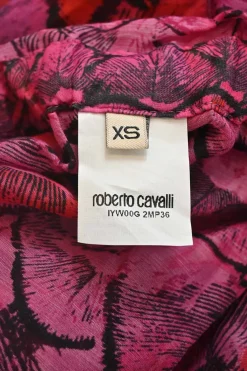 XS
roberto cavalli
IYW00G 2MP36